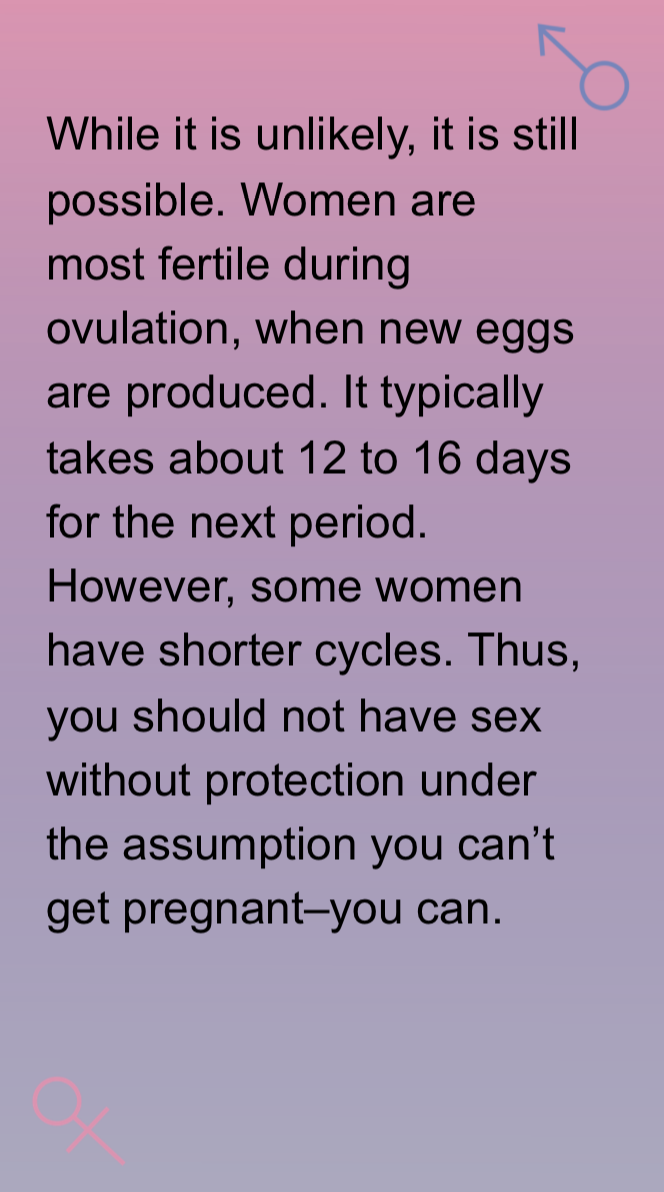 While it is unlikely, it is still
possible. Women are
most fertile during
ovulation, when new eggs
are produced. It typically
takes about 12 to 16 days
for the next period.
However, some women
have shorter cycles. Thus,
you should not have sex
without protection under
the assumption you can’t
get pregnant–you can.